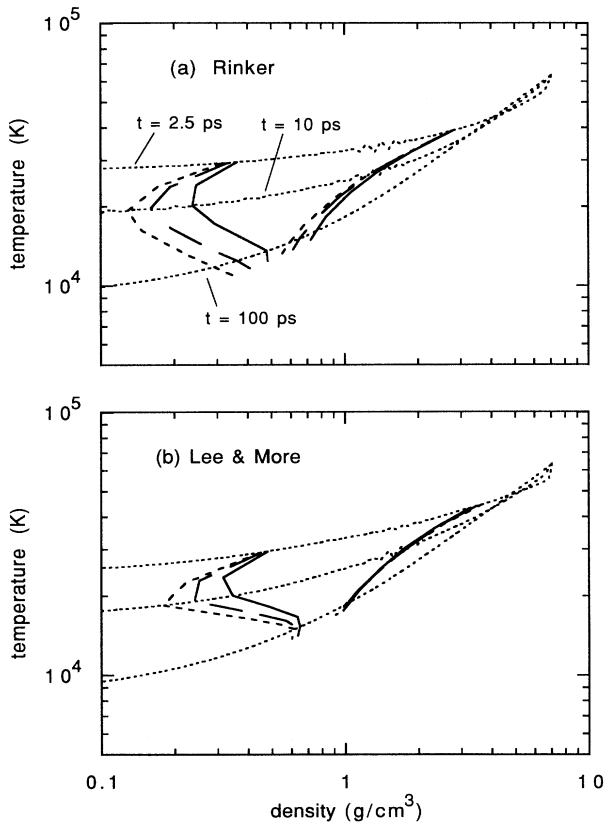 10^5
(a) Rinker
t = 2.5 ps
t = 10 ps
temperature (K)
10^4
t = 100 ps
10^5
(b) Lee & More
temperature (K)
10^4
0.1 1 10
density (g/cm^3)